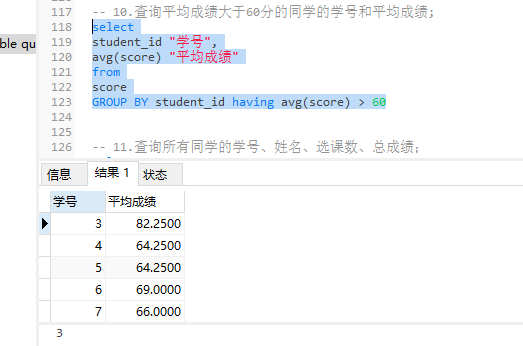 ble qu
117 -- 10.查询平均成绩大于60分的同学的学号和平均成绩;
118 select
119 student_id "学号",
120 avg(score) "平均成绩"
121 from
122 score
123 GROUP BY student_id having avg(score) > 60
124
125
126 -- 11.查询所有同学的学号、姓名、选课数、总成绩;
信息 结果 1 状态
学号 平均成绩
3 82.2500
4 64.2500
5 64.2500
6 69.0000
7 66.0000
3